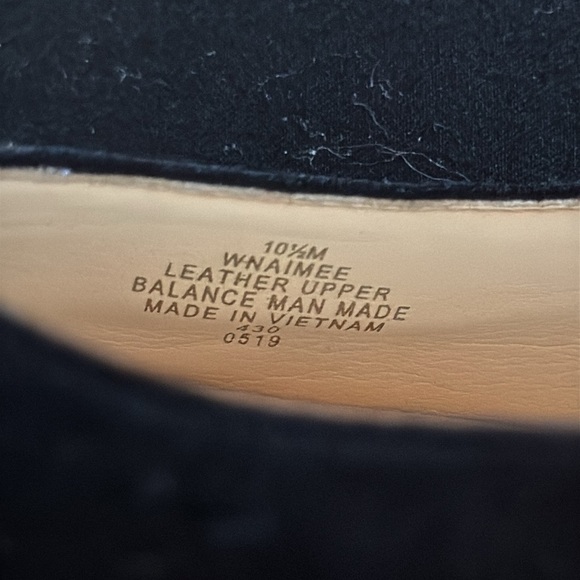 10½M
WNAIMEE
LEATHER UPPER
BALANCE MAN MADE
MADE IN VIETNAM
430
0519